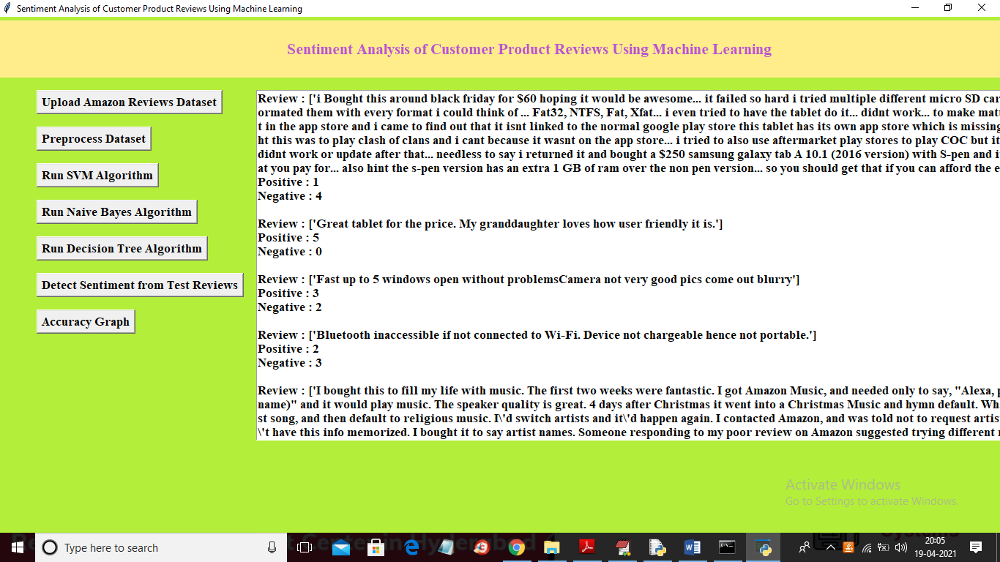 Sentiment Analysis of Customer Product Reviews Using Machine Learning
Sentiment Analysis of Customer Product Reviews Using Machine Learning
Upload Amazon Reviews Dataset
Preprocess Dataset
Run SVM Algorithm
Run Naive Bayes Algorithm
Run Decision Tree Algorithm
Detect Sentiment from Test Reviews
Accuracy Graph
Review : ['i Bought this around black friday for $60 hoping it would be awesome... it failed so hard i tried multiple different micro SD car
ormated them with every format i could think of ... Fat32, NTFS, Fat, Xfat... i even tried to have the tablet do it... didnt work... to make mat
t in the app store and i came to find out that it isnt linked to the normal google play store this tablet has its own app store which is missing
ht this was to play clash of clans and i cant because it wasnt on the app store... i tried to also use aftermarket play stores to play COC but it
didnt work or update after that... needless to say i returned it and bought a $250 samsung galaxy tab A 10.1 (2016 version) with S-pen and i
at you pay for... also hint the s-pen version has an extra 1 GB of ram over the non pen version... so you should get that if you can afford the e
Positive : 1
Negative : 4
Review : ['Great tablet for the price. My granddaughter loves how user friendly it is.']
Positive : 5
Negative : 0
Review : ['Fast up to 5 windows open without problemsCamera not very good pics come out blurry']
Positive : 3
Negative : 2
Review : ['Bluetooth inaccessible if not connected to Wi-Fi. Device not chargeable hence not portable.']
Positive : 2
Negative : 3
Review : ['I bought this to fill my life with music. The first two weeks were fantastic. I got Amazon Music, and needed only to say, "Alexa, p
name)" and it would play music. The speaker quality is great. 4 days after Christmas it went into a Christmas Music and hymn default. Wh
st song, and then default to religious music. I\'d switch artists and it\'d happen again. I contacted Amazon, and was told not to request artis
\'t have this info memorized. I bought it to say artist names. Someone responding to my poor review on Amazon suggested trying different
Activate Windows
Go to Settings to activate Windows.
Type here to search
20:05
19-04-2021